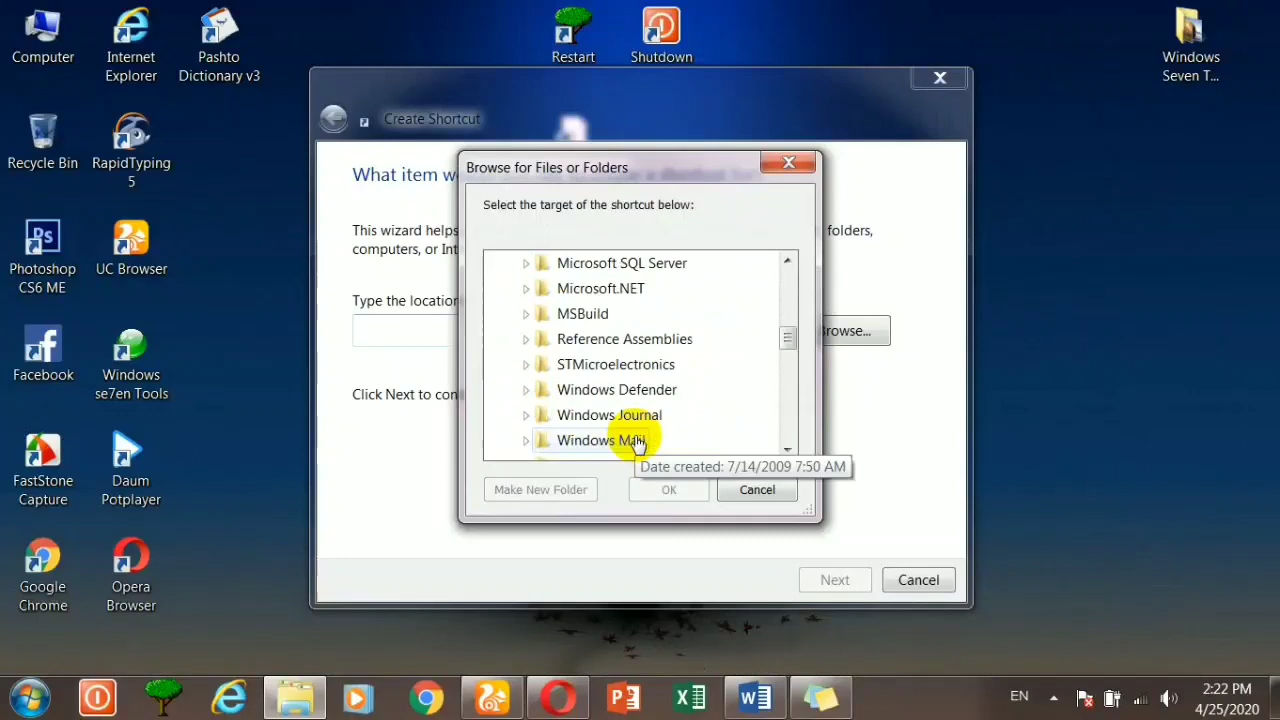 Computer
Internet
Explorer
Pashto
Dictionary v3
Restart
Shutdown
Windows
Seven T...
Recycle Bin
RapidTyping
5
Photoshop
CS6 ME
UC Browser
Facebook
Windows
se7en Tools
FastStone
Capture
Daum
Potplayer
Google
Chrome
Opera
Browser
Create Shortcut
What item w
This wizard helps
folders,
computers, or Int
Type the location
Browse...
Click Next to con
Next
Cancel
Browse for Files or Folders
Select the target of the shortcut below:
Microsoft SQL Server
Microsoft.NET
MSBuild
Reference Assemblies
STMicroelectronics
Windows Defender
Windows Journal
Windows Mail
Date created: 7/14/2009 7:50 AM
Make New Folder
OK
Cancel
EN
2:22 PM
4/25/2020